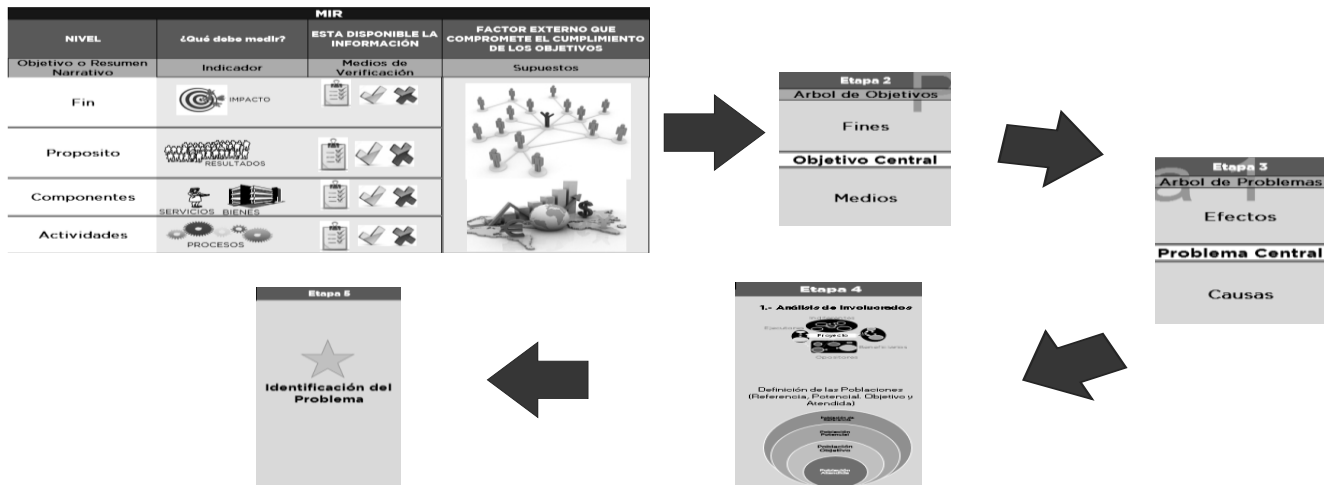 MIR
NIVEL
¿Qué debe medir?
ESTA DISPONIBLE LA
INFORMACIÓN
FACTOR EXTERNO QUE
COMPROMETE EL CUMPLIMIENTO
DE LOS OBJETIVOS
Objetivo o Resumen
Narrativo
Indicador
Medios de
Verificación
Supuestos
Fin
IMPACTO
Proposito
RESULTADOS
Componentes
SERVICIOS BIENES
Actividades
PROCESOS
Etapa 2
Arbol de Objetivos
Fines
Objetivo Central
Medios
Etapa 3
Arbol de Problemas
Efectos
Problema Central
Causas
Etapa 4
1.- Análisis de Involucrados
Proyecto
Definición de las Poblaciones
(Referencia, Potencial. Objetivo y
Atendida)
Población
Potencial
Población
Objetivo
Población
Atendida
Etapa 5
Identificación del
Problema